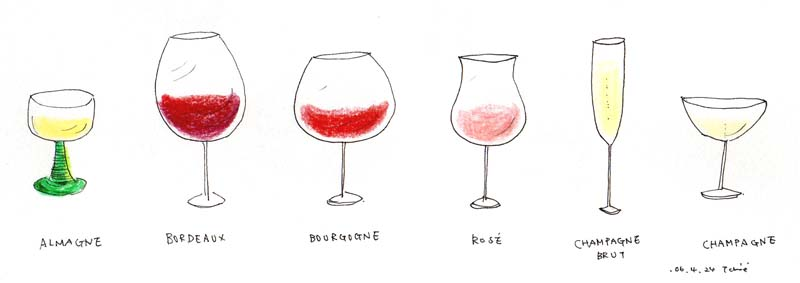 ALMAGNE
BORDEAUX
BOURGOGNE
ROSÉ
CHAMPAGNE
BRUT
CHAMPAGNE
.06.4.24